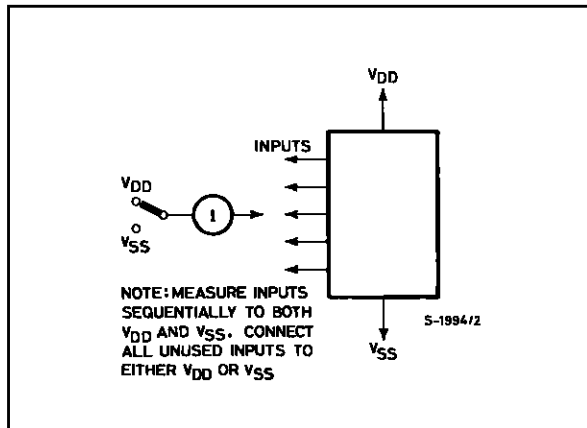 VDD
INPUTS
VDD
I
VSS
NOTE: MEASURE INPUTS
SEQUENTIALLY TO BOTH
VDD AND VSS. CONNECT
ALL UNUSED INPUTS TO
EITHER VDD OR VSS
S-1994/2
VSS